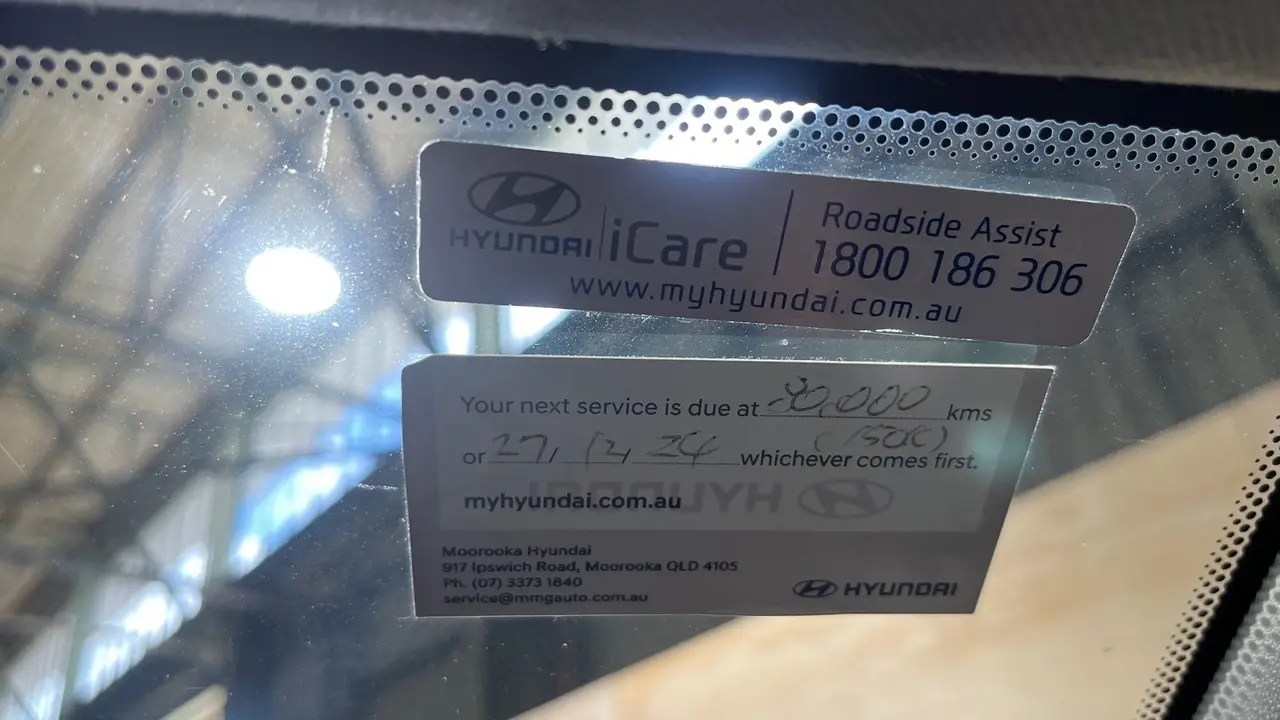 HYUNDAI iCare
Roadside Assist
1800 186 306
www.myhyundai.com.au
Your next service is due at 30,000 kms
(150K)
or 27, 12, 24 whichever comes first.
myhyundai.com.au
HYUNDAI
Moorooka Hyundai
917 Ipswich Road, Moorooka QLD 4105
Ph. (07) 3373 1840
service@mmgauto.com.au
HYUNDAI